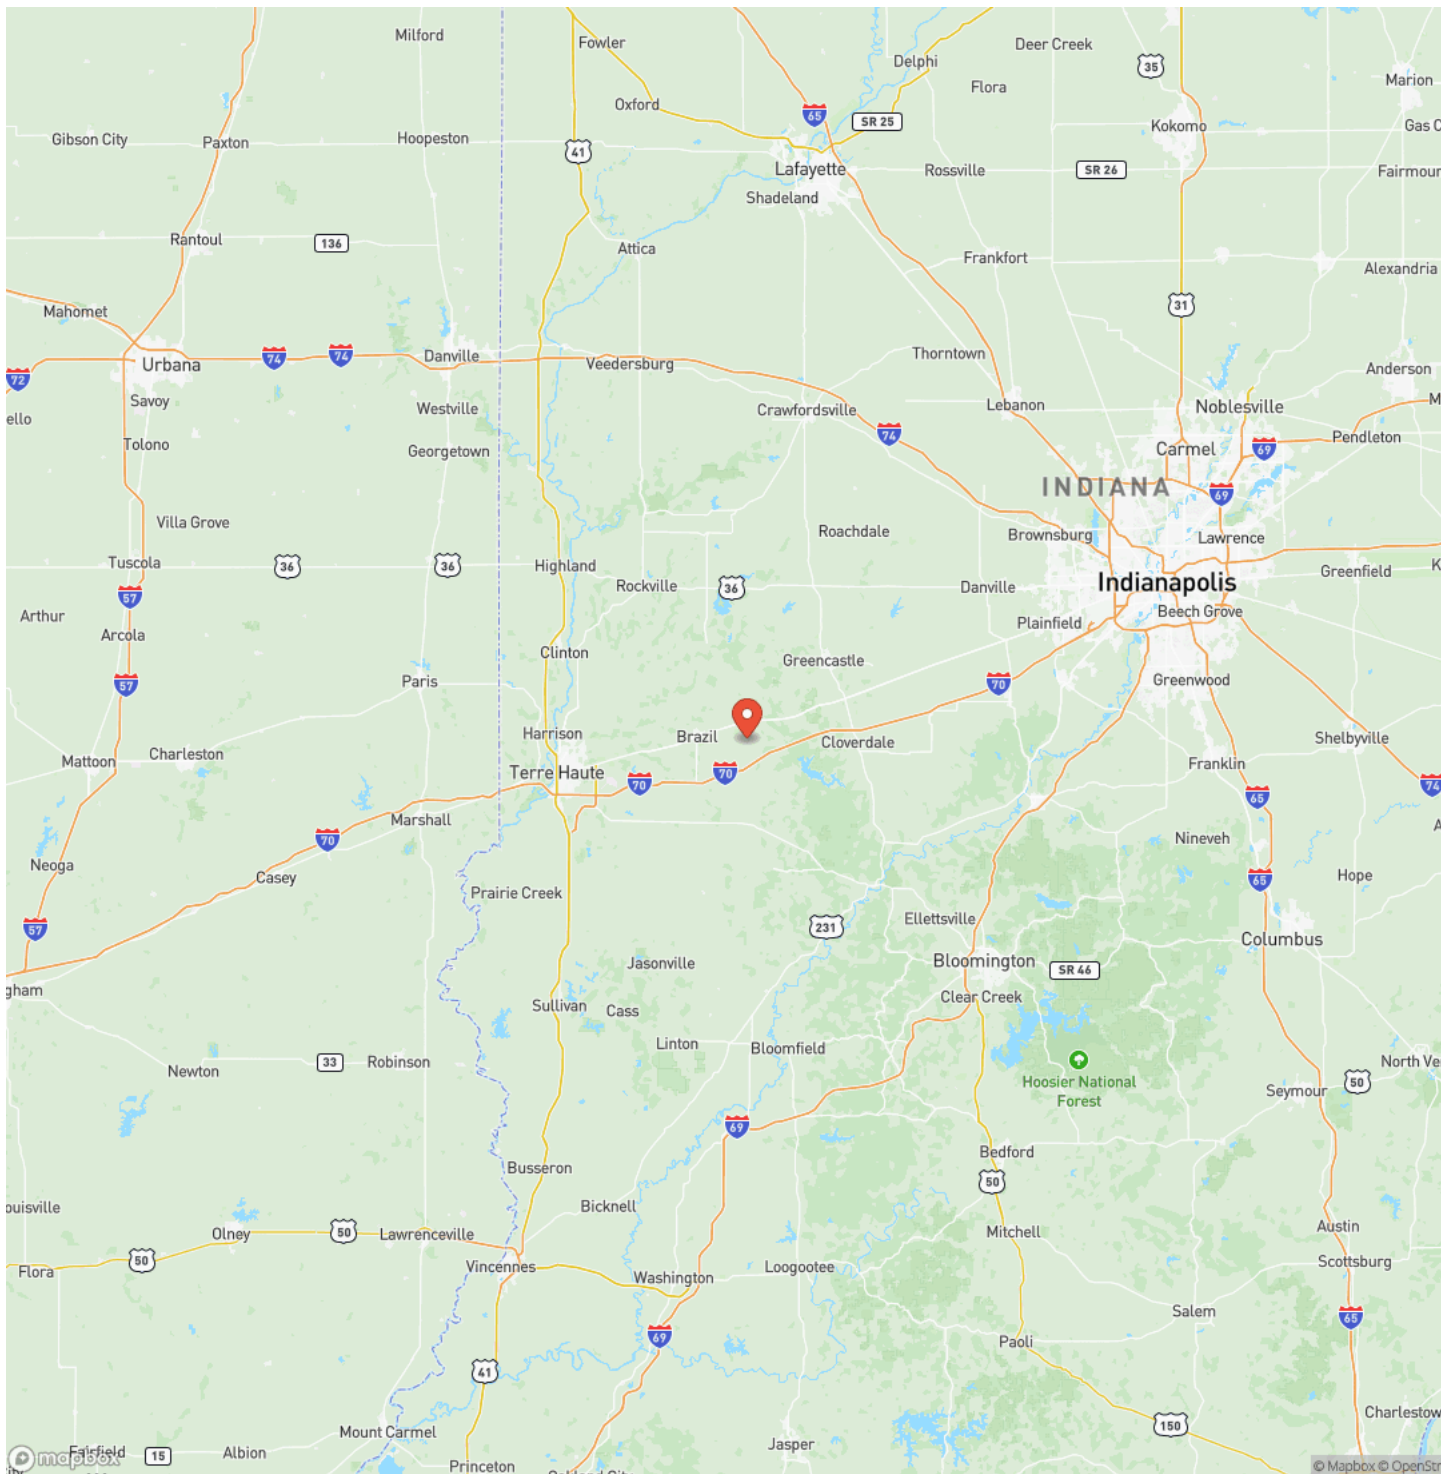 Milford
Fowler
Deer Creek
Delphi
35
Marion
Flora
Oxford
65
SR 25
Gibson City
Paxton
Hoopeston
41
Kokomo
Gas C
Lafayette
Rossville
SR 26
Fairmour
Shadeland
Rantoul
136
Attica
Frankfort
Alexandria
Mahomet
31
Urbana
74
74
Danville
Veedersburg
Thorntown
Anderson
72
Savoy
Westville
Crawfordsville
Lebanon
Noblesville
M
ello
Tolono
Georgetown
74
Carmel
69
Pendleton
INDIANA
69
Villa Grove
Roachdale
Brownsburg
Lawrence
Tuscola
36
36
Highland
Rockville
36
Danville
Indianapolis
Greenfield
K
57
Arthur
Beech Grove
Arcola
Plainfield
Clinton
Greencastle
57
Paris
70
Greenwood
Harrison
Brazil
Cloverdale
Shelbyville
Mattoon
Charleston
Terre Haute
70
70
Franklin
74
65
Marshall
70
Nineveh
A
Neoga
Casey
Prairie Creek
65
Hope
57
231
Ellettsville
Columbus
Jasonville
Bloomington
SR 46
gham
Sullivan
Cass
Clear Creek
Linton
Bloomfield
Newton
33
Robinson
Hoosier National
Forest
North Ve
50
Seymour
69
Bedford
Busseron
50
ouisville
Bicknell
Olney
50
Lawrenceville
Mitchell
Austin
50
Flora
Vincennes
Washington
Loogootee
Scottsburg
Salem
65
69
Paoli
41
Mount Carmel
150
Charlestow
mapbox
Fairfield
15
Albion
Jasper
Princeton
Oakland City
© Mapbox © OpenStr